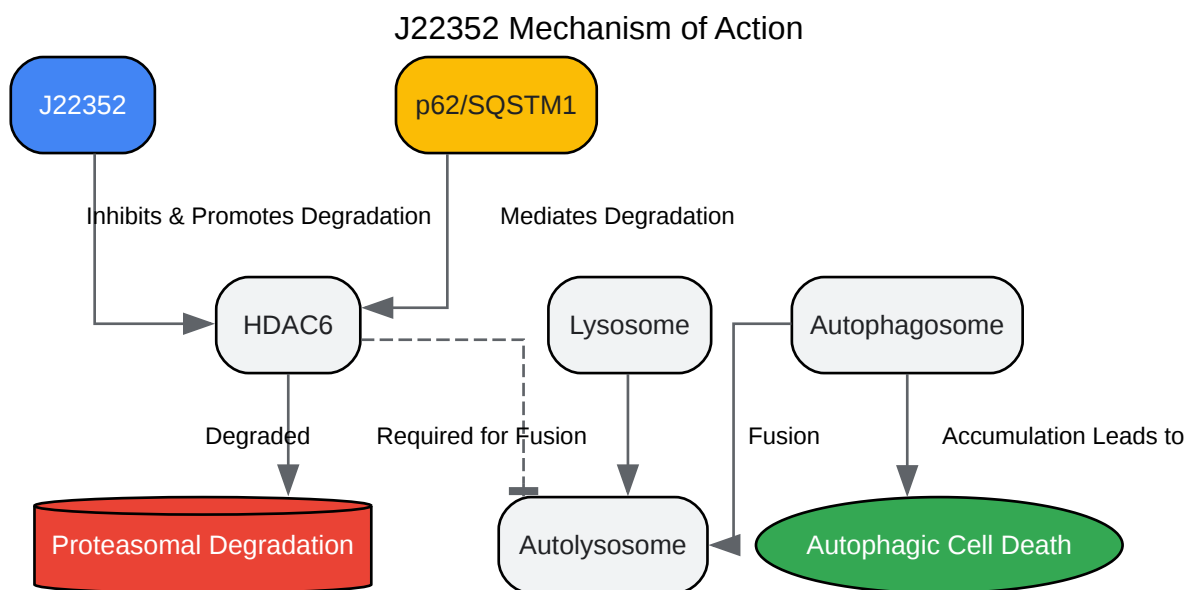 J22352 Mechanism of Action
J22352
p62/SQSTM1
Inhibits & Promotes Degradation
Mediates Degradation
HDAC6
Lysosome
Autophagosome
Degraded
Required for Fusion
Fusion
Accumulation Leads to
Proteasomal Degradation
Autolysosome
Autophagic Cell Death